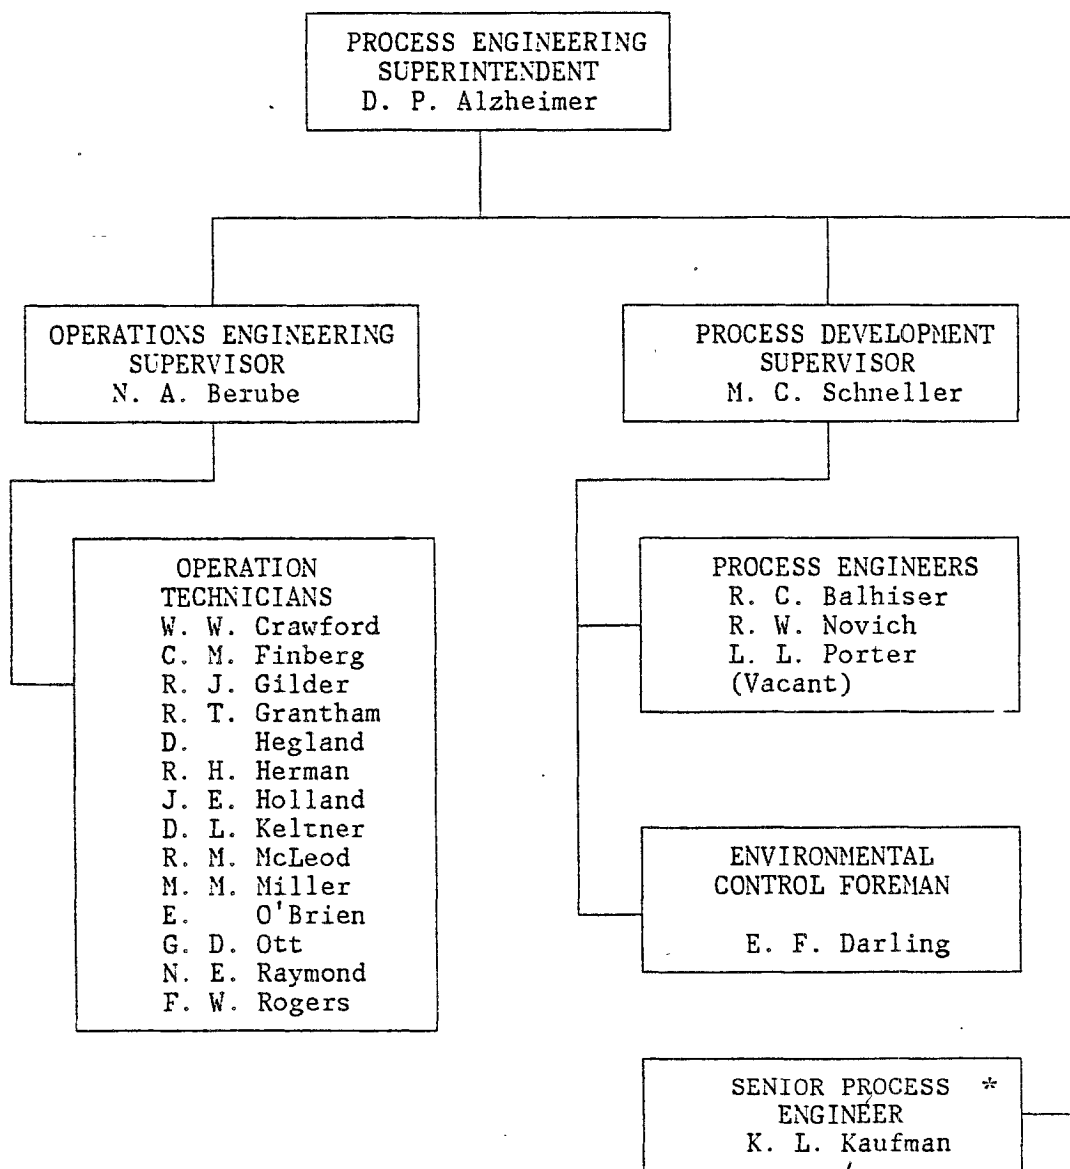 PROCESS ENGINEERING
SUPERINTENDENT
D. P. Alzheimer
OPERATIONS ENGINEERING
SUPERVISOR
N. A. Berube
PROCESS DEVELOPMENT
SUPERVISOR
M. C. Schneller
OPERATION
TECHNICIANS
W. W. Crawford
C. M. Finberg
R. J. Gilder
R. T. Grantham
D. Hegland
R. H. Herman
J. E. Holland
D. L. Keltner
R. M. McLeod
M. M. Miller
E. O'Brien
G. D. Ott
N. E. Raymond
F. W. Rogers
PROCESS ENGINEERS
R. C. Balhiser
R. W. Novich
L. L. Porter
(Vacant)
ENVIRONMENTAL
CONTROL FOREMAN
E. F. Darling
SENIOR PROCESS *
ENGINEER
K. L. Kaufman